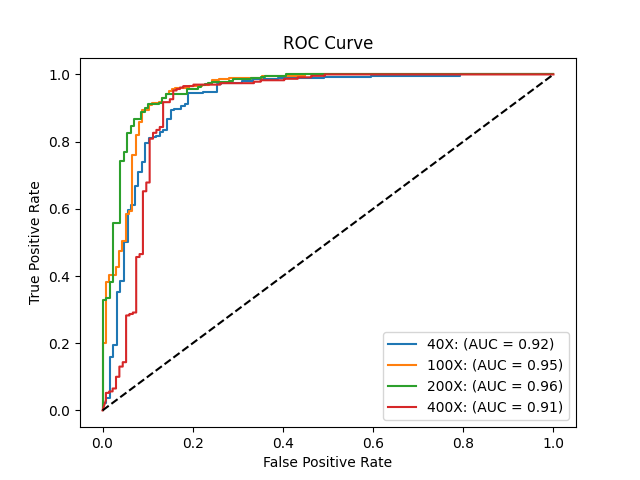 ROC Curve
True Positive Rate
1.0
0.8
0.6
0.4
0.2
0.0
0.0 0.2 0.4 0.6 0.8 1.0
False Positive Rate
40X: (AUC = 0.92)
100X: (AUC = 0.95)
200X: (AUC = 0.96)
400X: (AUC = 0.91)